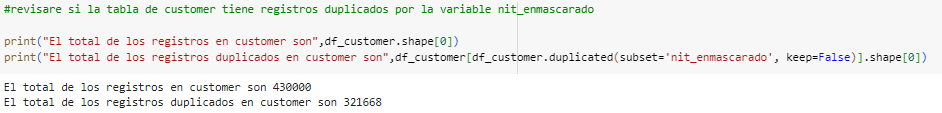 #revisare si la tabla de customer tiene registros duplicados por la variable nit_enmascarado
print("El total de los registros en customer son",df_customer.shape[0])
print("El total de los registros duplicados en customer son",df_customer[df_customer.duplicated(subset='nit_enmascarado', keep=False)].shape[0])
El total de los registros en customer son 430000
El total de los registros duplicados en customer son 321668